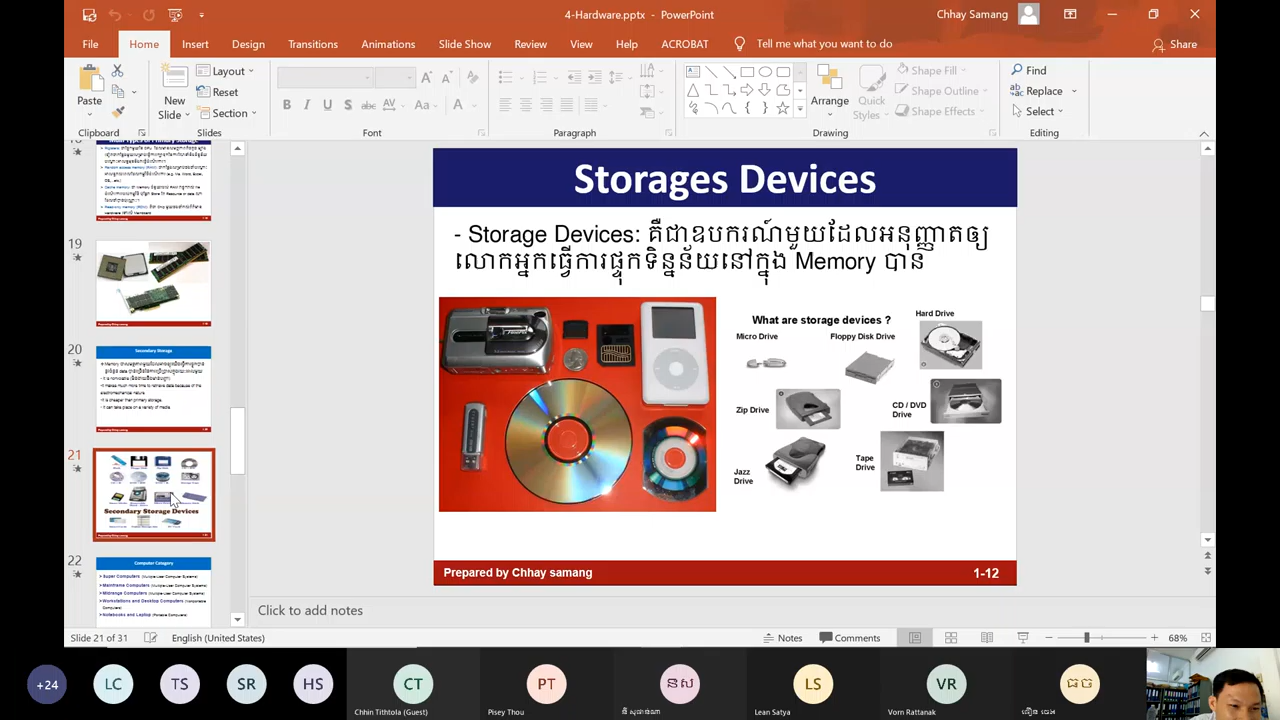 4-Hardware.pptx - PowerPoint
Chhay Samang
File Home Insert Design Transitions Animations Slide Show Review View Help ACROBAT Tell me what you want to do Share
Paste
New
Slide
Layout
Reset
Section
Arrange
Quick
Styles
Shape Fill
Shape Outline
Shape Effects
Find
Replace
Select
Clipboard Slides Font Paragraph Drawing Editing
19
20
Secondary Storage
21
Secondary Storage Devices
22
Computer Category
Storages Devices
- Storage Devices: គឺជាឧបករណ៍មួយដែលអនុញ្ញាតឲ្យ
លោកអ្នកធ្វើការផ្ទុកទិន្នន័យនៅក្នុង Memory បាន
What are storage devices ?
Hard Drive
Micro Drive
Floppy Disk Drive
Zip Drive
CD / DVD
Drive
Jazz
Drive
Tape
Drive
Prepared by Chhay samang 1-12
Click to add notes
Slide 21 of 31 English (United States) Notes Comments 68%
+24 LC TS SR HS CT PT នស LS VR ធច
Chhin Tithtola (Guest) Pisey Thou Lean Satya Vorn Rattanak